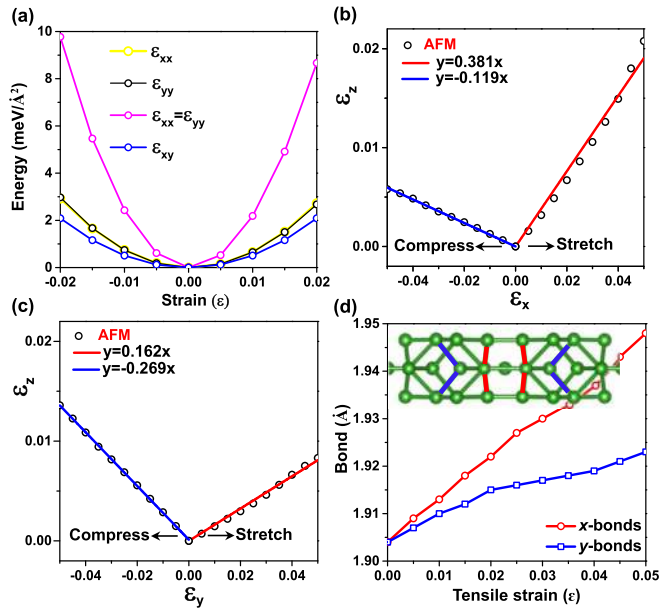 (a)
Energy (meV/Å²)
10
8
6
4
2
0
εxx
εyy
εxx=εyy
εxy
-0.02 -0.01 0.00 0.01 0.02
Strain (ε)
(b)
εz
0.02
0.01
0.00
AFM
y=0.381x
y=-0.119x
Compress
Stretch
-0.04 -0.02 0.00 0.02 0.04
εx
(c)
εz
0.02
0.01
0.00
AFM
y=0.162x
y=-0.269x
Compress
Stretch
-0.04 -0.02 0.00 0.02 0.04
εy
(d)
Bond (Å)
1.95
1.94
1.93
1.92
1.91
1.90
x-bonds
y-bonds
0.00 0.01 0.02 0.03 0.04 0.05
Tensile strain (ε)